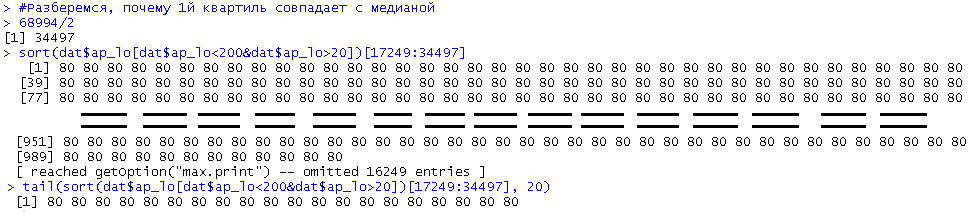 > #Разберемся, почему 1й квартиль совпадает с медианой
> 68994/2
[1] 34497
> sort(dat$ap_lo[dat$ap_lo<200&dat$ap_lo>20])[17249:34497]
[1] 80 80 80 80 80 80 80 80 80 80 80 80 80 80 80 80 80 80 80 80 80 80 80 80 80 80 80 80 80 80 80 80 80 80 80 80 80 80
[39] 80 80 80 80 80 80 80 80 80 80 80 80 80 80 80 80 80 80 80 80 80 80 80 80 80 80 80 80 80 80 80 80 80 80 80 80 80 80
[77] 80 80 80 80 80 80 80 80 80 80 80 80 80 80 80 80 80 80 80 80 80 80 80 80 80 80 80 80 80 80 80 80 80 80 80 80 80 80
[951] 80 80 80 80 80 80 80 80 80 80 80 80 80 80 80 80 80 80 80 80 80 80 80 80 80 80 80 80 80 80 80 80 80 80 80 80 80 80
[989] 80 80 80 80 80 80 80 80 80 80 80 80
[ reached getOption("max.print") -- omitted 16249 entries ]
> tail(sort(dat$ap_lo[dat$ap_lo<200&dat$ap_lo>20])[17249:34497], 20)
[1] 80 80 80 80 80 80 80 80 80 80 80 80 80 80 80 80 80 80 80 80